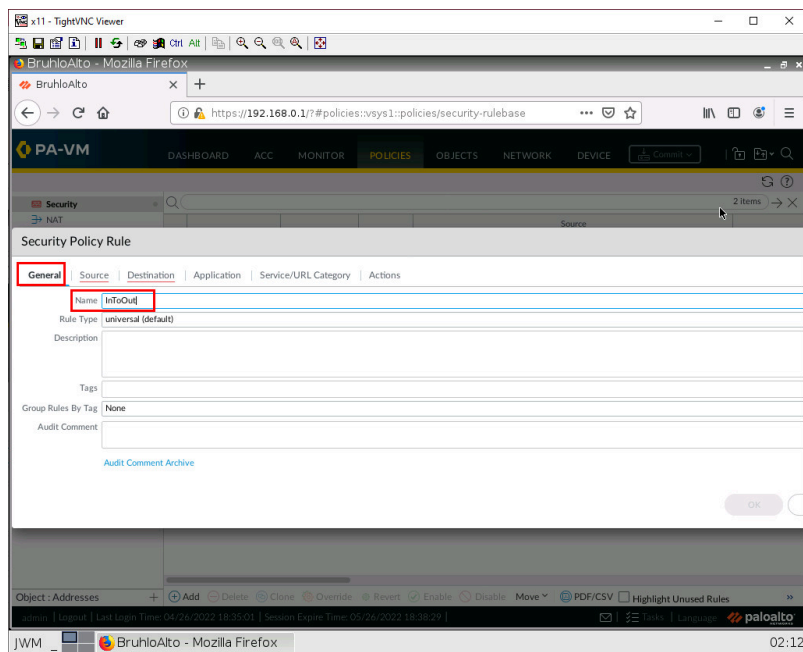 x11 - TightVNC Viewer
Ctrl Alt
BruhloAlto - Mozilla Firefox
BruhloAlto
https://192.168.0.1/?#policies::vsys1::policies/security-rulebase
PA-VM
DASHBOARD ACC MONITOR POLICIES OBJECTS NETWORK DEVICE Commit
Security
2 items
NAT
Source
Security Policy Rule
General Source Destination Application Service/URL Category Actions
Name InToOut
Rule Type universal (default)
Description
Tags
Group Rules By Tag None
Audit Comment
Audit Comment Archive
OK
Object : Addresses + Add Delete Clone Override Revert Enable Disable Move PDF/CSV Highlight Unused Rules »
admin | Logout | Last Login Time: 04/26/2022 18:35:01 | Session Expire Time: 05/26/2022 18:38:29 | Tasks | Language paloalto
NETWORKS
JWM BruhloAlto - Mozilla Firefox 02:12